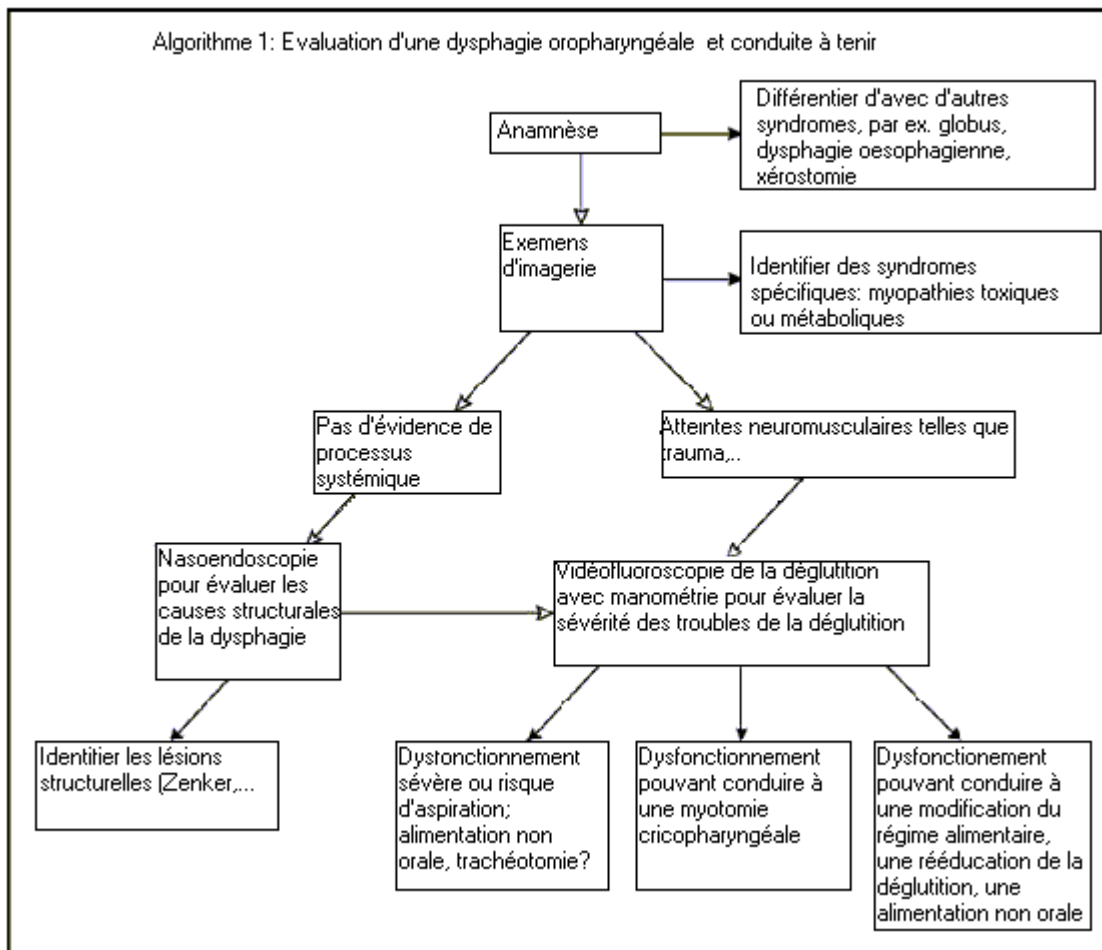 Algorithme 1: Evaluation d'une dysphagie oropharyngéale et conduite à tenir
Anamnèse
Différentier d'avec d'autres
syndromes, par ex. globus,
dysphagie oesophagienne,
xérostomie
Exemens
d'imagerie
Identifier des syndromes
spécifiques: myopathies toxiques
ou métaboliques
Pas d'évidence de
processus
systémique
Atteintes neuromusculaires telles que
trauma,..
Nasoendoscopie
pour évaluer les
causes structurales
de la dysphagie
Vidéofluoroscopie de la déglutition
avec manométrie pour évaluer la
sévérité des troubles de la déglutition
Identifier les lésions
structurelles (Zenker,...
Dystonctionnement
sévère ou risque
d'aspiration;
alimentation non
orale, trachéotomie?
Dysfonctionnement
pouvant conduire à
une myotomie
cricopharyngéale
Dysfonctionnement
pouvant conduire à
une modification du
régime alimentaire,
une rééducation de la
déglutition, une
alimentation non orale